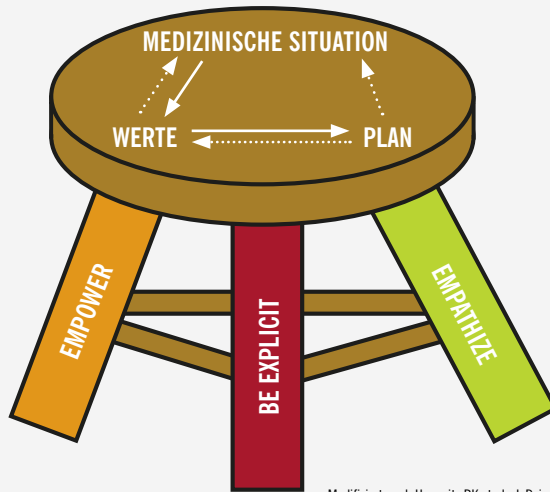 MEDIZINISCHE SITUATION
WERTE
PLAN
EMPOWER
BE EXPLICIT
EMPATHIZE